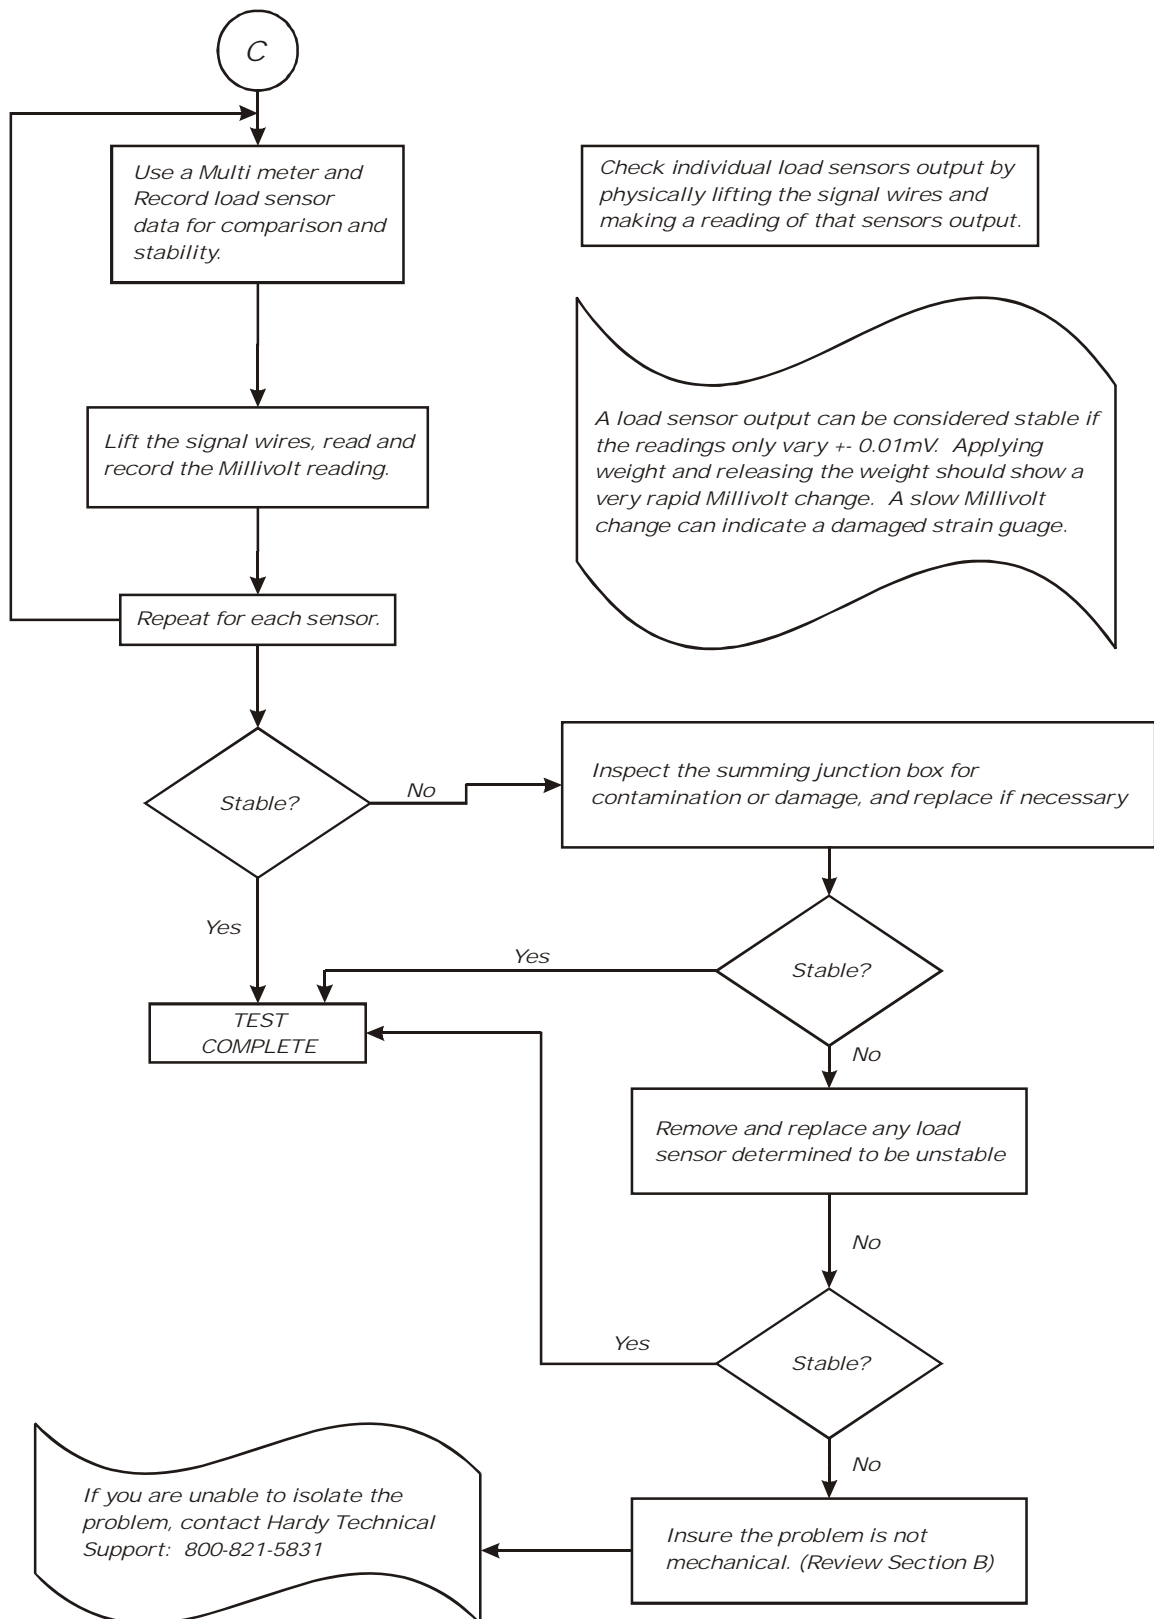 C
Use a Multi meter and
Record load sensor
data for comparison and
stability.
Check individual load sensors output by
physically lifting the signal wires and
making a reading of that sensors output.
Lift the signal wires, read and
record the Millivolt reading.
A load sensor output can be considered stable if
the readings only vary +- 0.01mV. Applying
weight and releasing the weight should show a
very rapid Millivolt change. A slow Millivolt
change can indicate a damaged strain guage.
Repeat for each sensor.
Stable?
No
Inspect the summing junction box for
contamination or damage, and replace if necessary
Yes
Yes
Stable?
TEST
COMPLETE
No
Remove and replace any load
sensor determined to be unstable
No
Yes
Stable?
No
If you are unable to isolate the
problem, contact Hardy Technical
Support: 800-821-5831
Insure the problem is not
mechanical. (Review Section B)